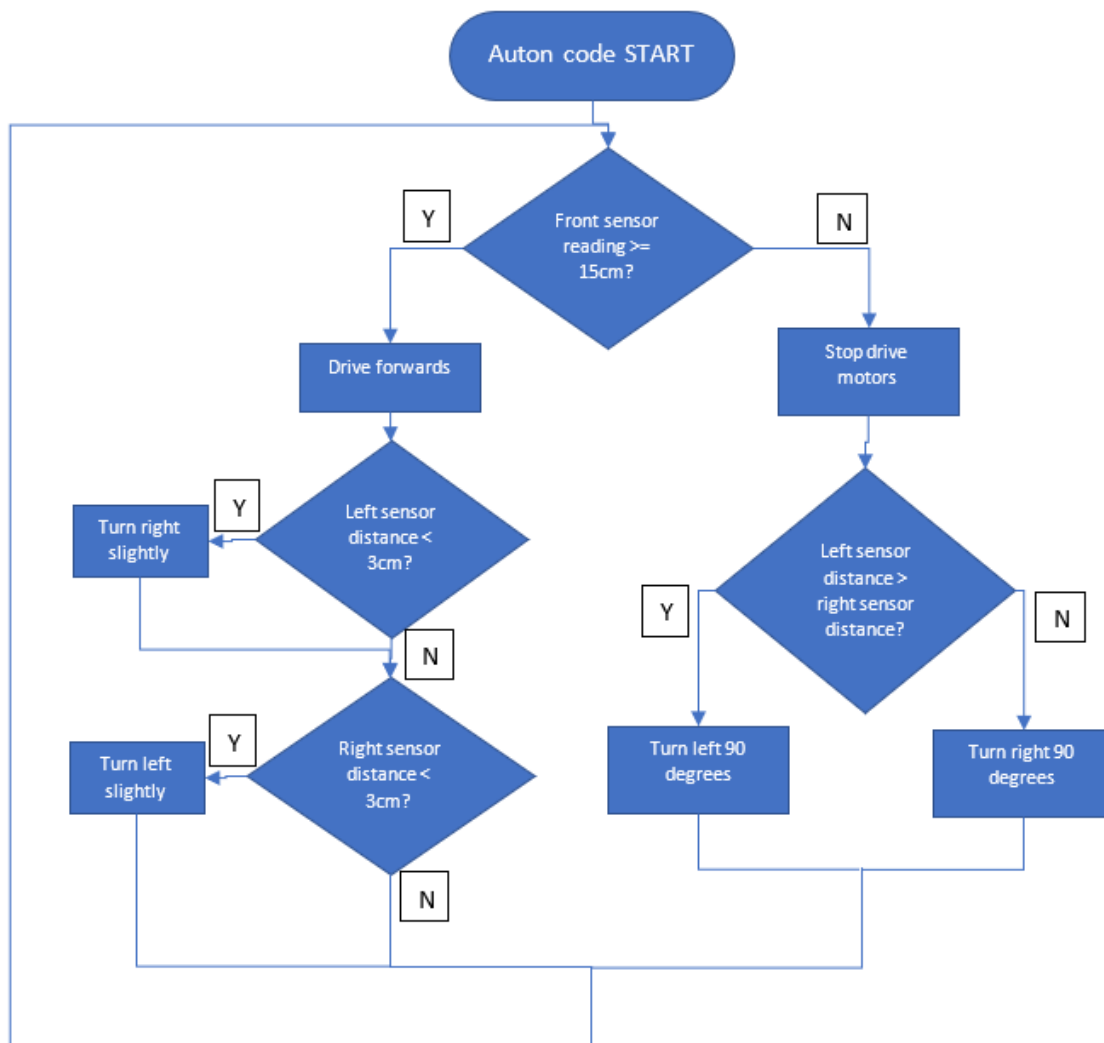 Auton code START
Y
N
Front sensor
reading >=
15cm?
Drive forwards
Stop drive
motors
Y
Turn right
slightly
Left sensor
distance <
3cm?
Left sensor
distance >
right sensor
distance?
Y
N
N
Y
Turn left
slightly
Right sensor
distance <
3cm?
Turn left 90
degrees
Turn right 90
degrees
N